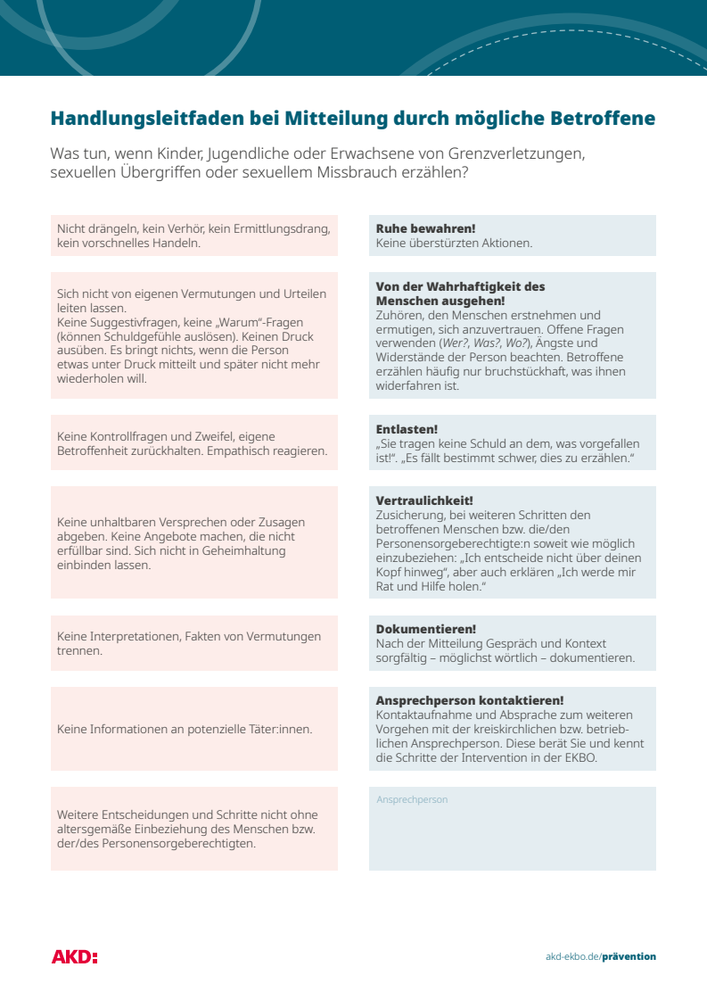 Handlungsleitfaden bei Mitteilung durch mögliche Betroffene
Was tun, wenn Kinder, Jugendliche oder Erwachsene von Grenzverletzungen,
sexuellen Übergriffen oder sexuellem Missbrauch erzählen?
Nicht drängeln, kein Verhör, kein Ermittlungsdrang,
kein vorschnelles Handeln.
Ruhe bewahren!
Keine überstürzten Aktionen.
Sich nicht von eigenen Vermutungen und Urteilen
leiten lassen.
Keine Suggestivfragen, keine „Warum“-Fragen
(können Schuldgefühle auslösen). Keinen Druck
ausüben. Es bringt nichts, wenn die Person
etwas unter Druck mitteilt und später nicht mehr
wiederholen will.
Von der Wahrhaftigkeit des
Menschen ausgehen!
Zuhören, den Menschen erstnehmen und
ermutigen, sich anzuvertrauen. Offene Fragen
verwenden (Wer?, Was?, Wo?), Ängste und
Widerstände der Person beachten. Betroffene
erzählen häufig nur bruchstückhaft, was ihnen
widerfahren ist.
Keine Kontrollfragen und Zweifel, eigene
Betroffenheit zurückhalten. Empathisch reagieren.
Entlasten!
„Sie tragen keine Schuld an dem, was vorgefallen
ist!“. „Es fällt bestimmt schwer, dies zu erzählen.“
Keine unhaltbaren Versprechen oder Zusagen
abgeben. Keine Angebote machen, die nicht
erfüllbar sind. Sich nicht in Geheimhaltung
einbinden lassen.
Vertraulichkeit!
Zusicherung, bei weiteren Schritten den
betroffenen Menschen bzw. die/den
Personensorgeberechtigte:n soweit wie möglich
einzubeziehen: „Ich entscheide nicht über deinen
Kopf hinweg“, aber auch erklären „Ich werde mir
Rat und Hilfe holen.“
Keine Interpretationen, Fakten von Vermutungen
trennen.
Dokumentieren!
Nach der Mitteilung Gespräch und Kontext
sorgfältig – möglichst wörtlich – dokumentieren.
Keine Informationen an potenzielle Täter:innen.
Ansprechperson kontaktieren!
Kontaktaufnahme und Absprache zum weiteren
Vorgehen mit der kreiskirchlichen bzw. betrieb-
lichen Ansprechperson. Diese berät Sie und kennt
die Schritte der Intervention in der EKBO.
Weitere Entscheidungen und Schritte nicht ohne
altersgemäße Einbeziehung des Menschen bzw.
der/des Personensorgeberechtigten.
Ansprechperson
AKD:
akd-ekbo.de/prävention